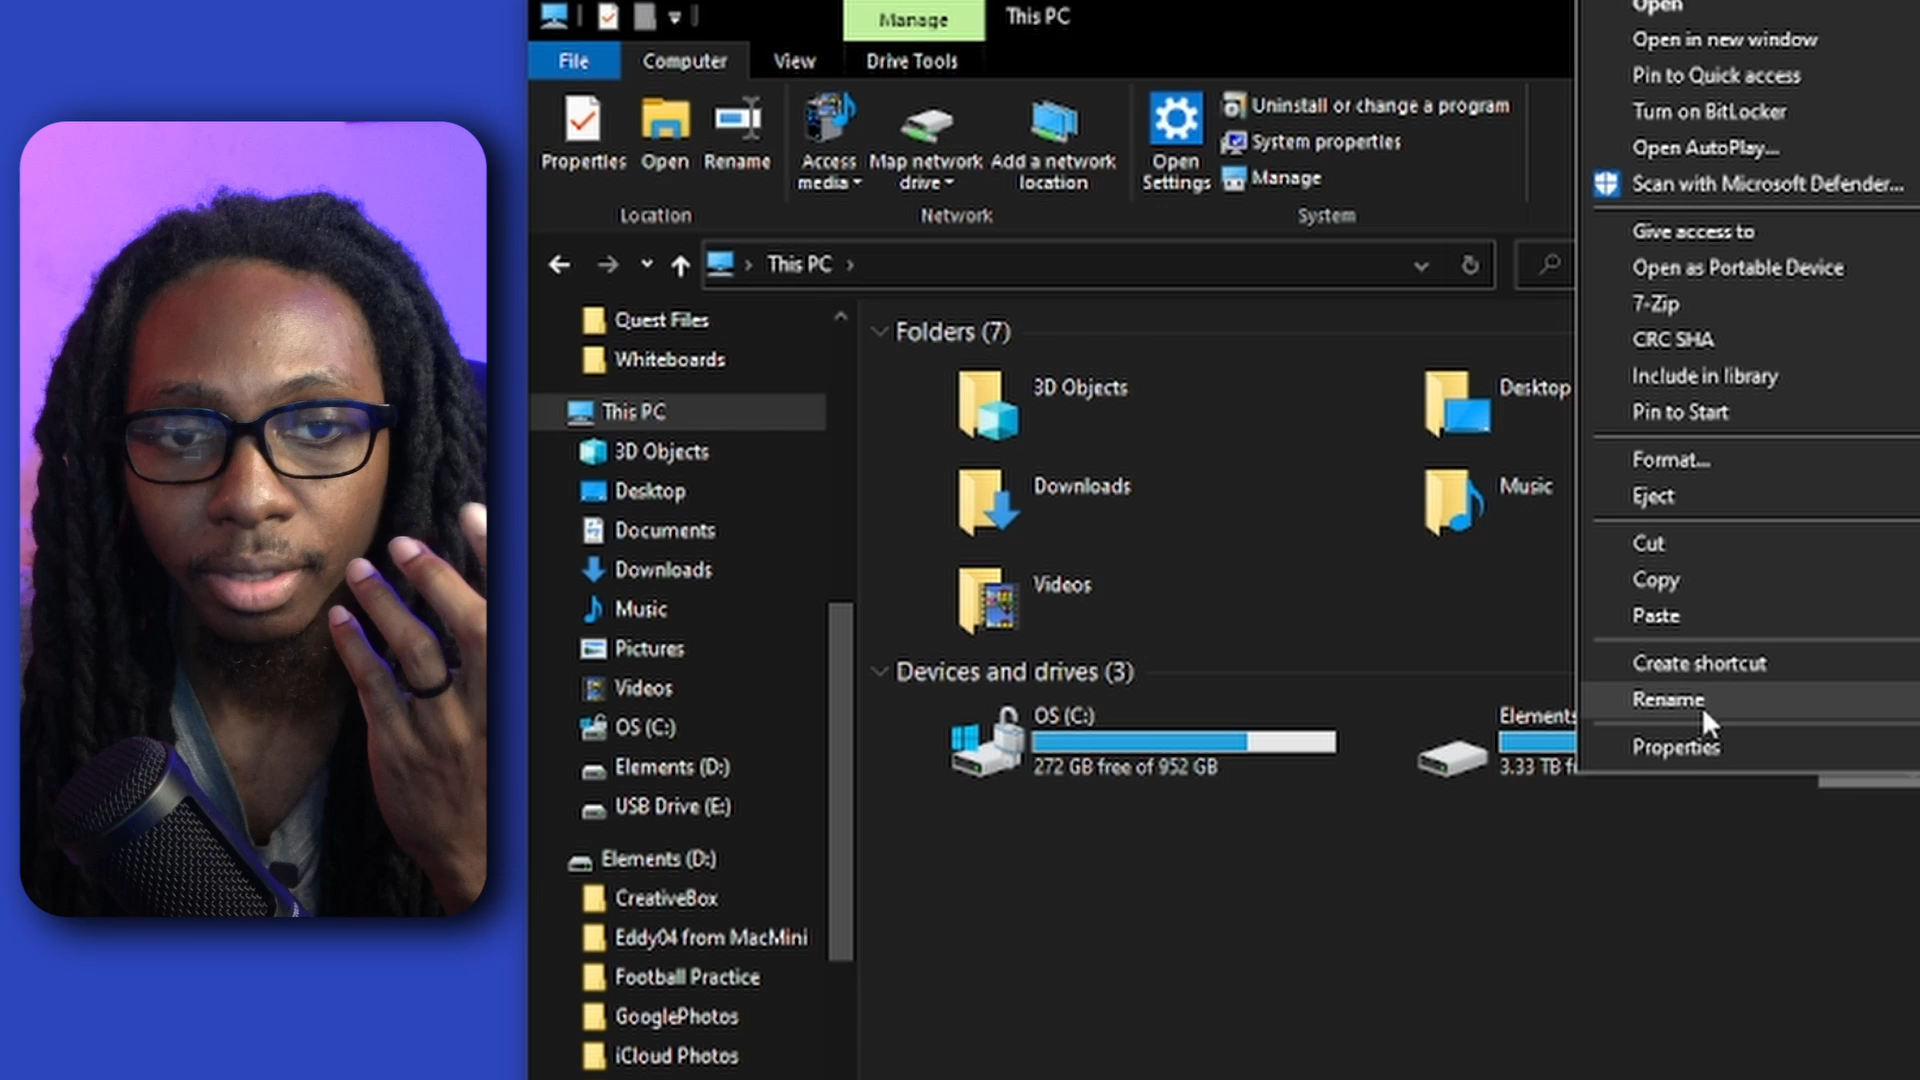 Manage
This PC
File
Computer
View
Drive Tools
Properties
Open
Rename
Access media
Map network drive
Add a network location
Open Settings
Uninstall or change a program
System properties
Manage
Location
Network
System
This PC
Quest Files
Whiteboards
This PC
3D Objects
Desktop
Documents
Downloads
Music
Pictures
Videos
OS (C:)
Elements (D:)
USB Drive (E:)
Elements (D:)
CreativeBox
Eddy04 from MacMini
Football Practice
GooglePhotos
iCloud Photos
Folders (7)
3D Objects
Desktop
Downloads
Music
Videos
Devices and drives (3)
OS (C:)
272 GB free of 952 GB
Elements
3.33 TB f
Open
Open in new window
Pin to Quick access
Turn on BitLocker
Open AutoPlay...
Scan with Microsoft Defender...
Give access to
Open as Portable Device
7-Zip
CRC SHA
Include in library
Pin to Start
Format...
Eject
Cut
Copy
Paste
Create shortcut
Rename
Properties